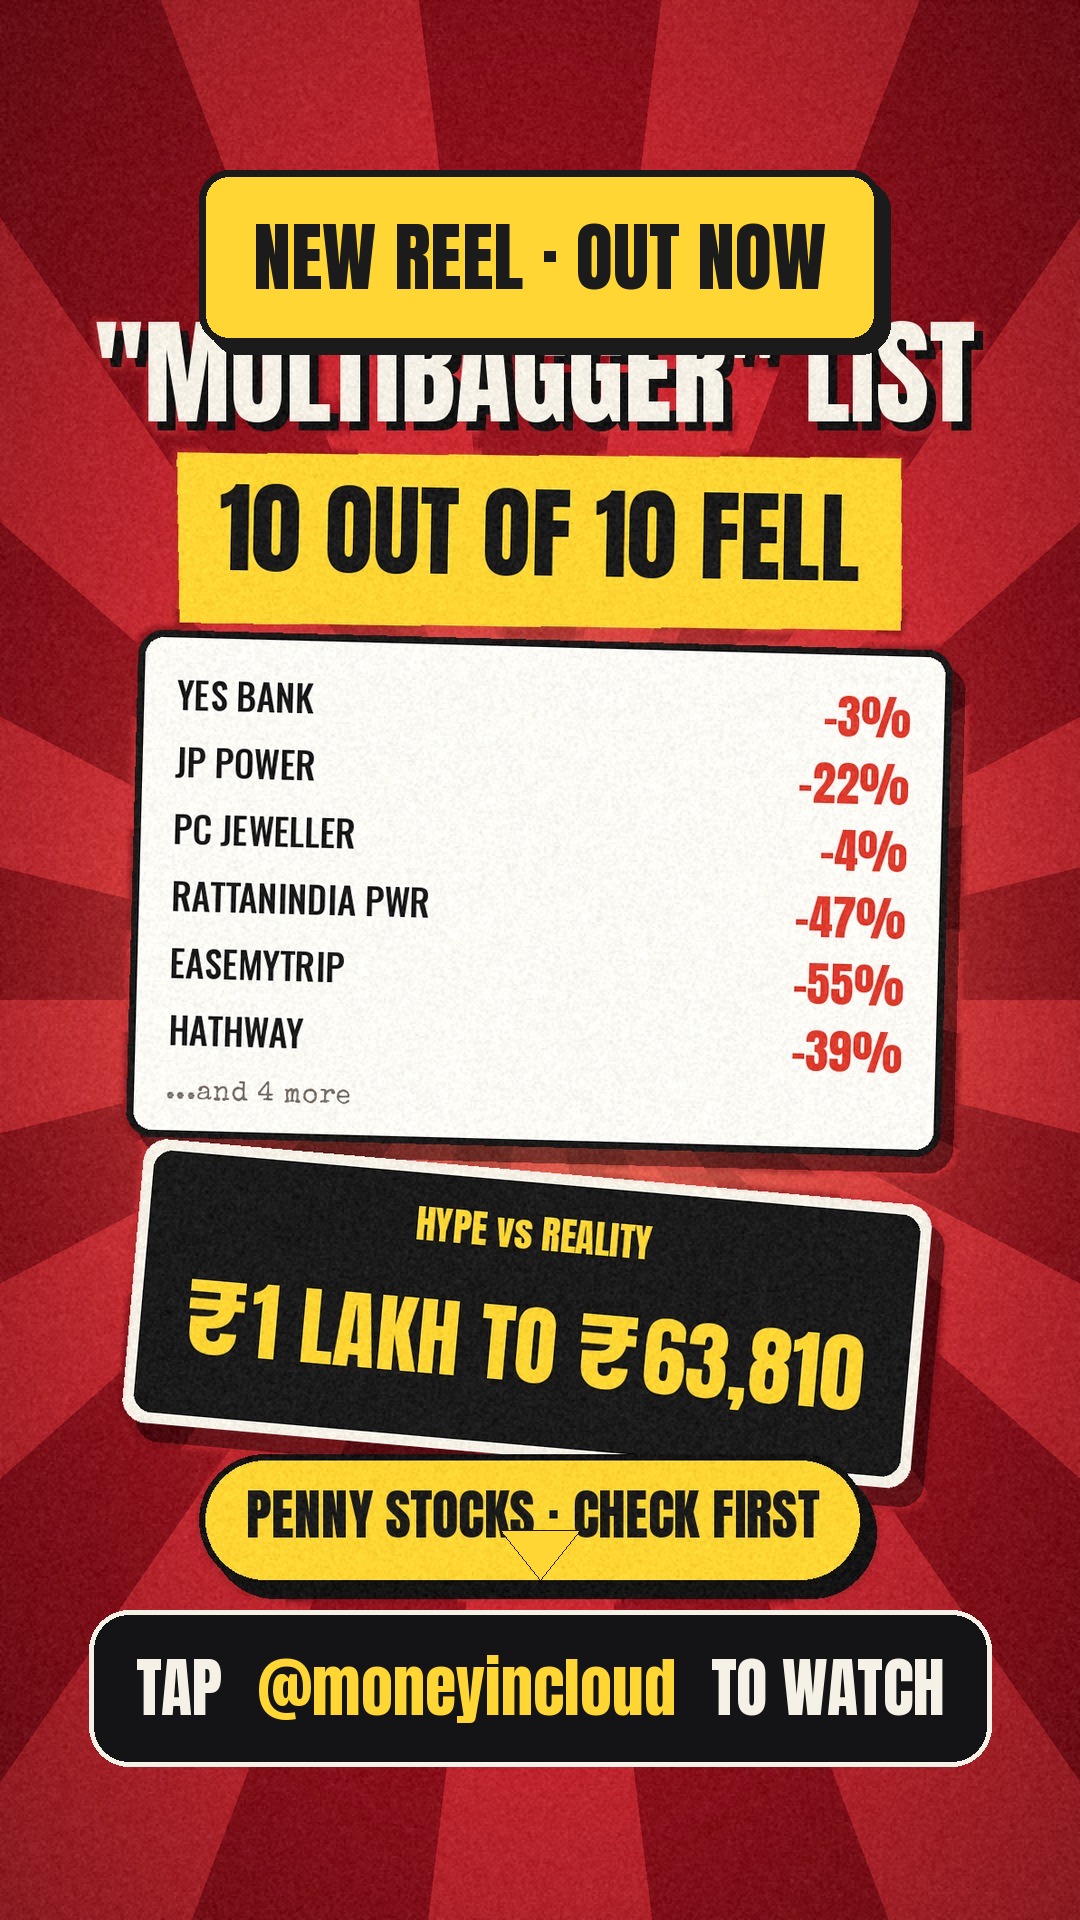 NEW REEL · OUT NOW
"MULTIBAGGER" LIST
10 OUT OF 10 FELL
YES BANK -3%
JP POWER -22%
PC JEWELLER -4%
RATTANINDIA PWR -47%
EASEMYTRIP -55%
HATHWAY -39%
...and 4 more
HYPE vs REALITY
₹1 LAKH TO ₹63,810
PENNY STOCKS · CHECK FIRST
TAP @moneyincloud TO WATCH